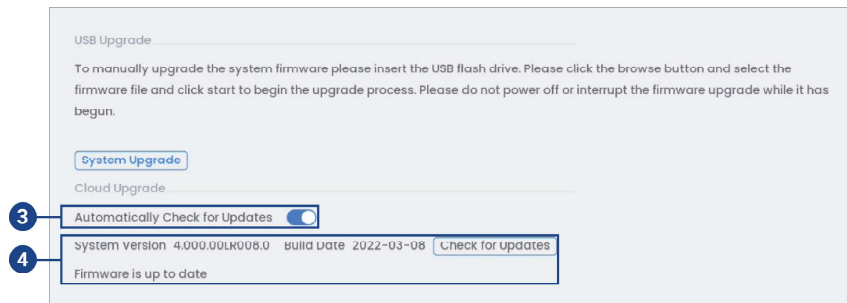 USB Upgrade
To manually upgrade the system firmware please insert the USB flash drive. Please click the browse button and select the
firmware file and click start to begin the upgrade process. Please do not power off or interrupt the firmware upgrade while it has
begun.
System Upgrade
Cloud Upgrade
3 Automatically Check for Updates
4 System Version 4.000.00LR008.0 Build Date 2022-03-08 Check for Updates
Firmware is up to date